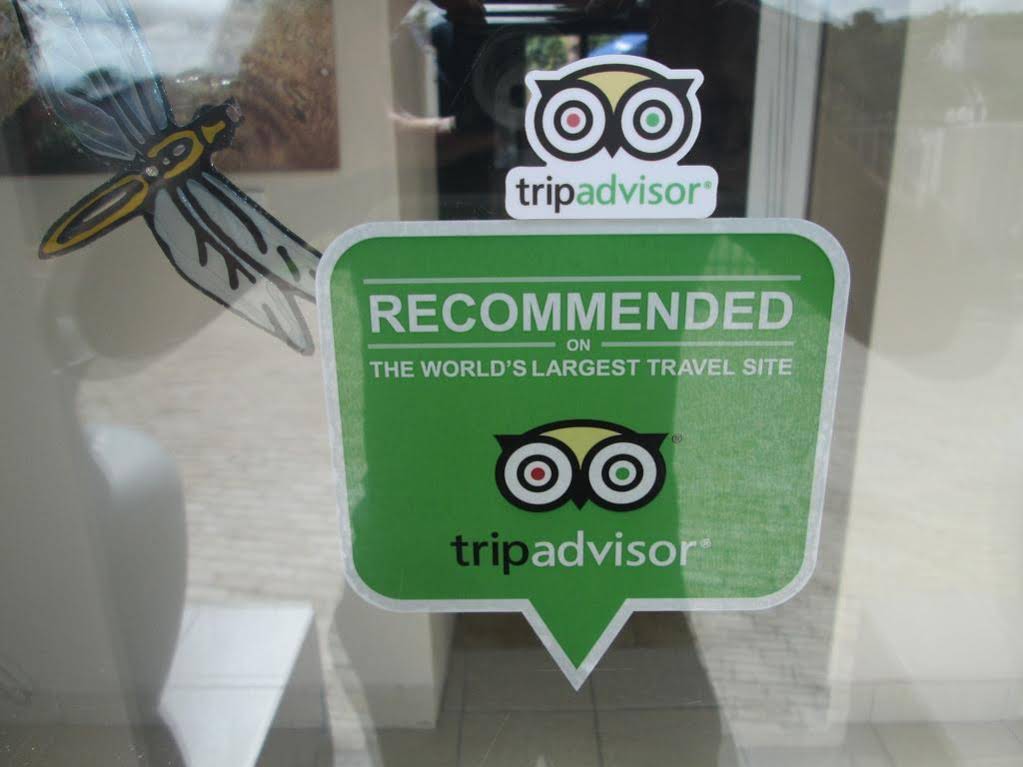 tripadvisor®
RECOMMENDED
ON
THE WORLD'S LARGEST TRAVEL SITE
®
tripadvisor®